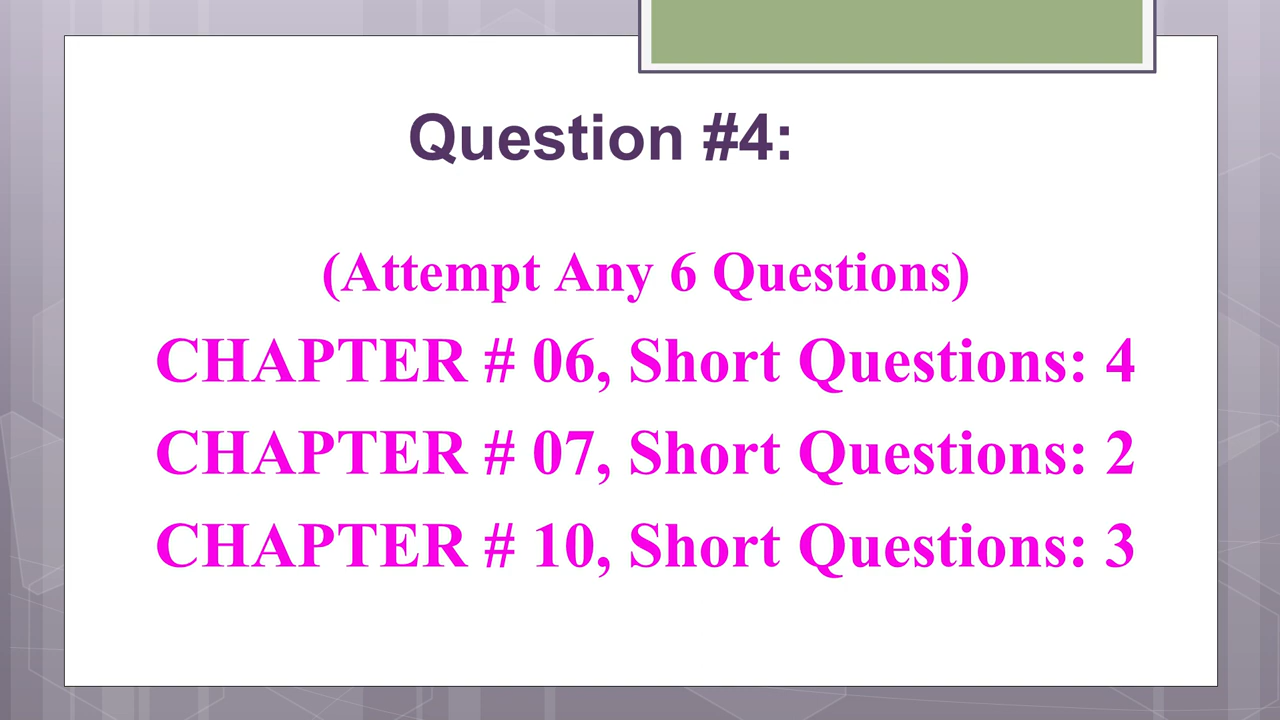 Question #4:
(Attempt Any 6 Questions)
CHAPTER # 06, Short Questions: 4
CHAPTER # 07, Short Questions: 2
CHAPTER # 10, Short Questions: 3